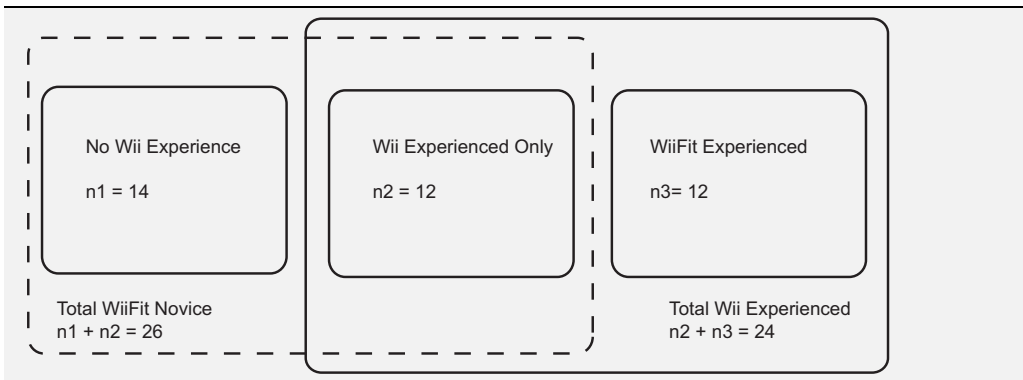 No Wii Experience
n1 = 14
Wii Experienced Only
n2 = 12
WiiFit Experienced
n3= 12
Total WiiFit Novice
n1 + n2 = 26
Total Wii Experienced
n2 + n3 = 24